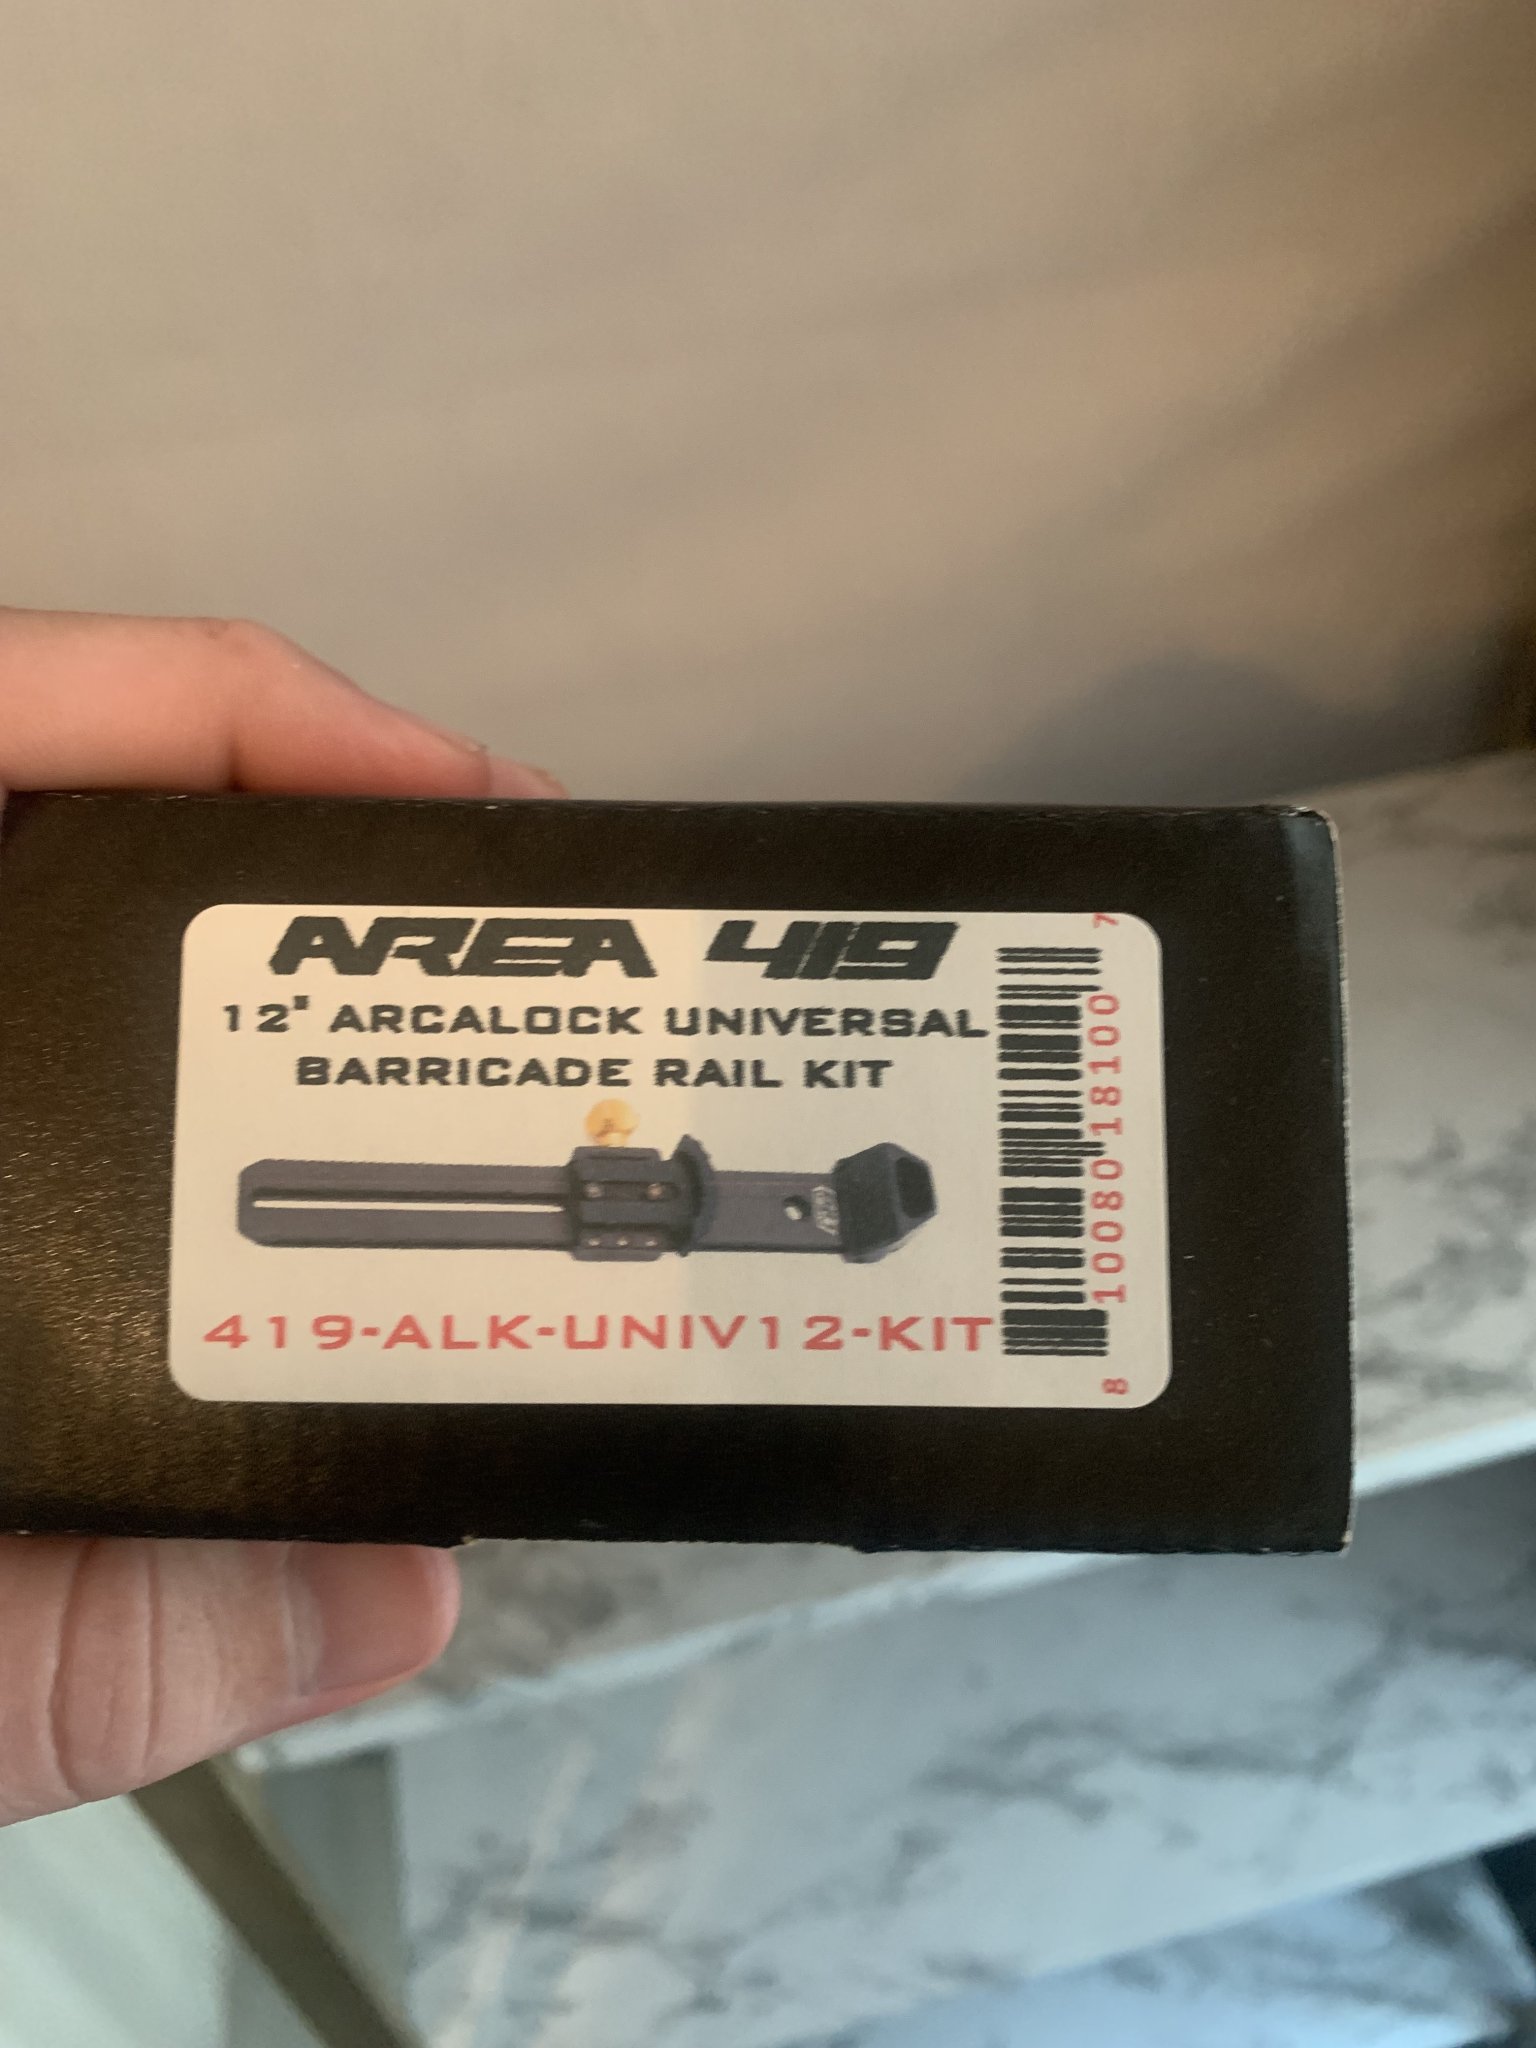 AREA 419
12" ARCALOCK UNIVERSAL
BARRICADE RAIL KIT
419-ALK-UNIV12-KIT
8 10080 18100 7